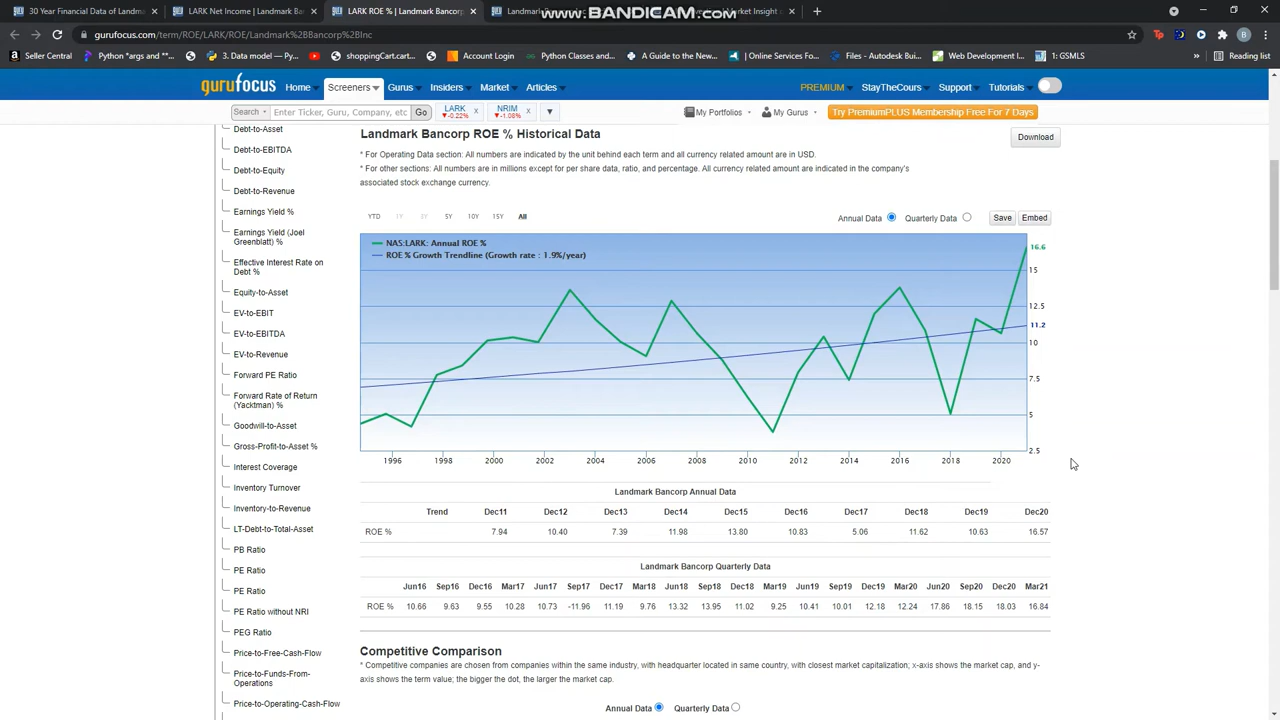 30 Year Financial Data of Landm
LARK Net Income | Landmark Ban
LARK ROE % | Landmark Bancorp
www.BANDICAM.com
gurufocus.com/term/ROE/LARK/ROE/Landmark%2BBancorp%2BInc
Seller Central
Python *args and **...
3. Data model — Py...
shoppingCart.cart...
Account Login
Python Classes and...
A Guide to the New...
| Online Services Fo...
Files - Autodesk Bui...
Web Development I...
1: GSMLS
Reading list
gurufocus
Home
Screeners
Gurus
Insiders
Market
Articles
PREMIUM
StayTheCours
Support
Tutorials
Search
Enter Ticker, Guru, Company, etc
Go
LARK x
▼-0.22%
NRIM x
▼-1.08%
My Portfolios
My Gurus
Try PremiumPLUS Membership Free For 7 Days
Debt-to-Asset
Debt-to-EBITDA
Debt-to-Equity
Debt-to-Revenue
Earnings Yield %
Earnings Yield (Joel
Greenblatt) %
Effective Interest Rate on
Debt %
Equity-to-Asset
EV-to-EBIT
EV-to-EBITDA
EV-to-Revenue
Forward PE Ratio
Forward Rate of Return
(Yacktman) %
Goodwill-to-Asset
Gross-Profit-to-Asset %
Interest Coverage
Inventory Turnover
Inventory-to-Revenue
LT-Debt-to-Total-Asset
PB Ratio
PE Ratio
PE Ratio
PE Ratio without NRI
PEG Ratio
Price-to-Free-Cash-Flow
Price-to-Funds-From-
Operations
Price-to-Operating-Cash-Flow
Landmark Bancorp ROE % Historical Data
Download
* For Operating Data section: All numbers are indicated by the unit behind each term and all currency related amount are in USD.
* For other sections: All numbers are in millions except for per share data, ratio, and percentage. All currency related amount are indicated in the company's
associated stock exchange currency.
YTD 1Y 3Y 5Y 10Y 15Y All
Annual Data Quarterly Data Save Embed
NAS:LARK: Annual ROE %
ROE % Growth Trendline (Growth rate : 1.9%/year)
16.6
15
12.5
11.2
10
7.5
5
2.5
1996 1998 2000 2002 2004 2006 2008 2010 2012 2014 2016 2018 2020
Landmark Bancorp Annual Data
Trend Dec11 Dec12 Dec13 Dec14 Dec15 Dec16 Dec17 Dec18 Dec19 Dec20
ROE % 7.94 10.40 7.39 11.98 13.80 10.83 5.06 11.62 10.63 16.57
Landmark Bancorp Quarterly Data
Jun16 Sep16 Dec16 Mar17 Jun17 Sep17 Dec17 Mar18 Jun18 Sep18 Dec18 Mar19 Jun19 Sep19 Dec19 Mar20 Jun20 Sep20 Dec20 Mar21
ROE % 10.66 9.63 9.55 10.28 10.73 -11.96 11.19 9.76 13.32 13.95 11.02 9.25 10.41 10.01 12.18 12.24 17.86 18.15 18.03 16.84
Competitive Comparison
* Competitive companies are chosen from companies within the same industry, with headquarter located in same country, with closest market capitalization; x-axis shows the market cap, and y-
axis shows the term value; the bigger the dot, the larger the market cap.
Annual Data Quarterly Data